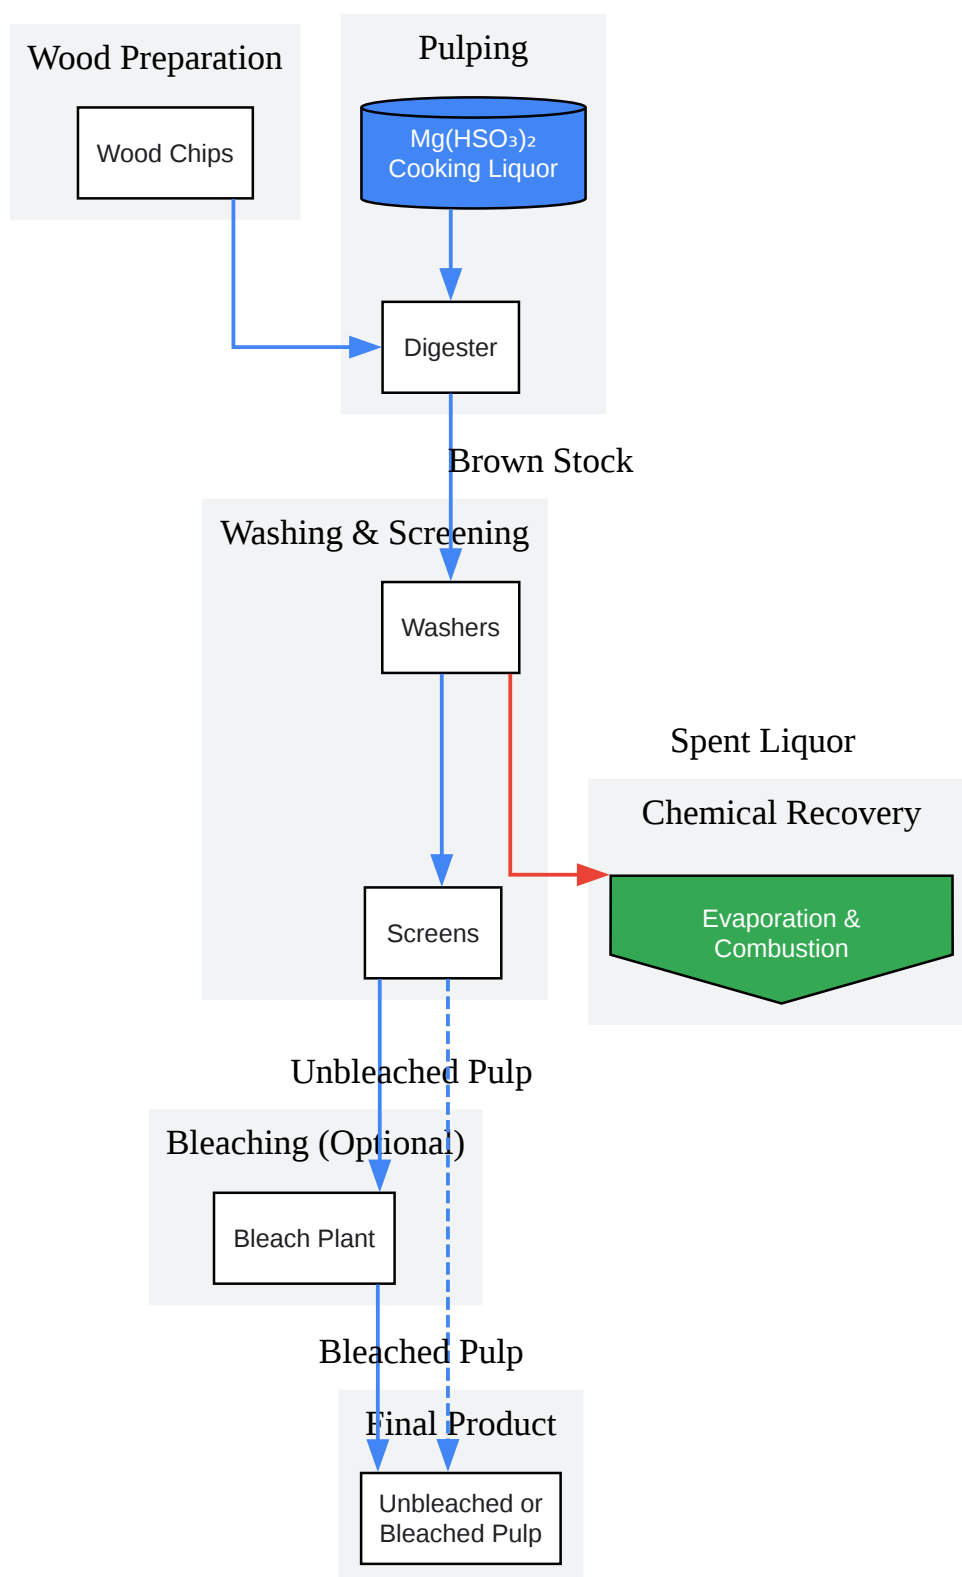 Wood Preparation
Wood Chips
Pulping
Mg(HSO₃)₂
Cooking Liquor
Digester
Brown Stock
Washing & Screening
Washers
Spent Liquor
Chemical Recovery
Evaporation &
Combustion
Screens
Unbleached Pulp
Bleaching (Optional)
Bleach Plant
Bleached Pulp
Final Product
Unbleached or
Bleached Pulp